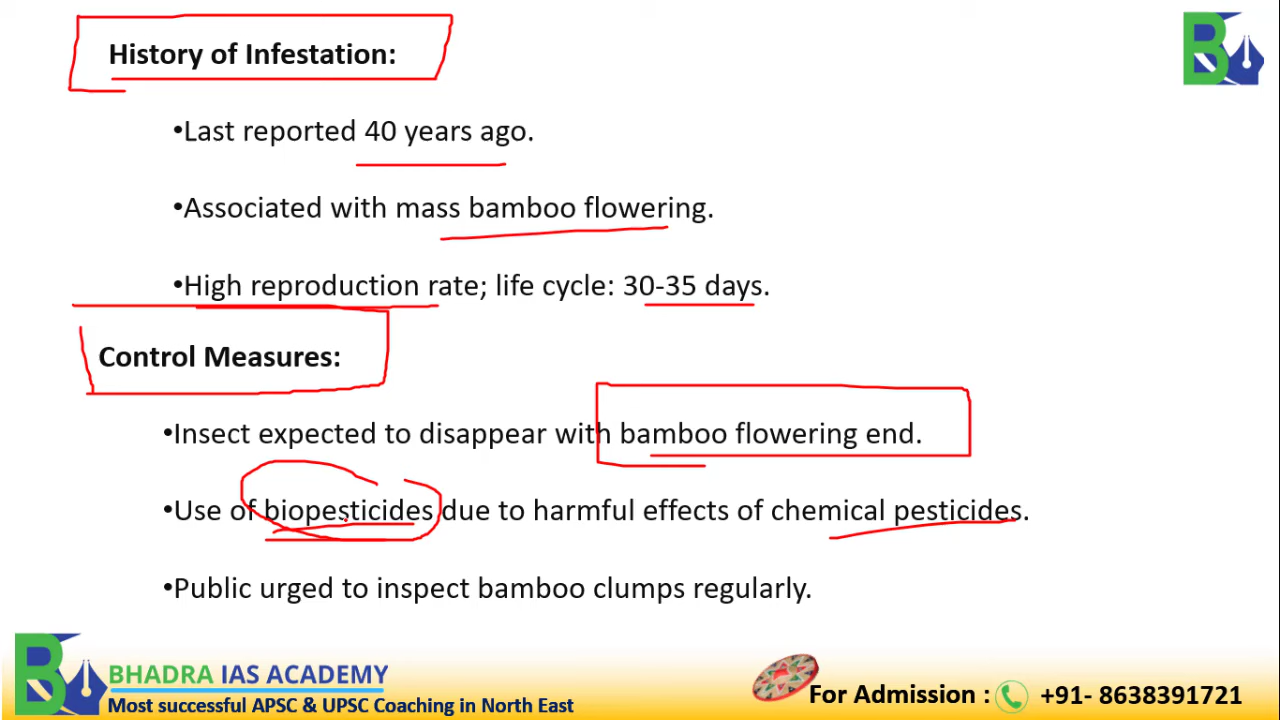 History of Infestation:
•Last reported 40 years ago.
•Associated with mass bamboo flowering.
•High reproduction rate; life cycle: 30-35 days.
Control Measures:
•Insect expected to disappear with bamboo flowering end.
•Use of biopesticides due to harmful effects of chemical pesticides.
•Public urged to inspect bamboo clumps regularly.
BHADRA IAS ACADEMY
Most successful APSC & UPSC Coaching in North East
For Admission : +91- 8638391721